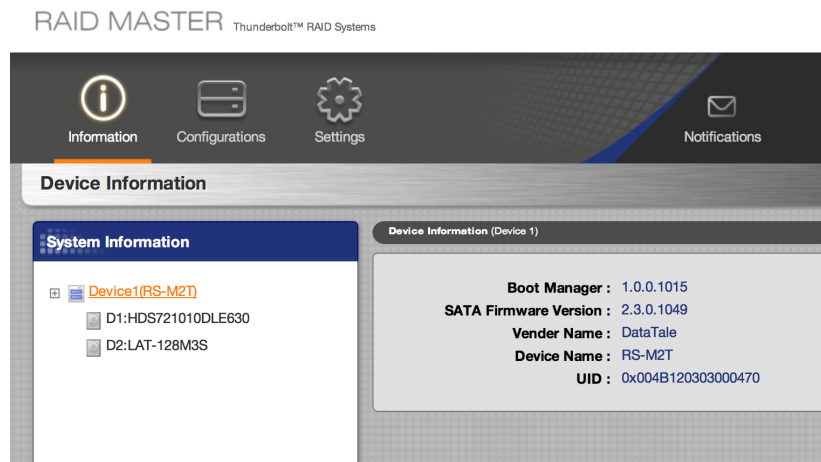 RAID MASTER Thunderbolt™ RAID Systems
Information Configurations Settings Notifications
Device Information
System Information
Device1(RS-M2T)
D1:HDS721010DLE630
D2:LAT-128M3S
Device Information (Device 1)
Boot Manager : 1.0.0.1015
SATA Firmware Version : 2.3.0.1049
Vender Name : DataTale
Device Name : RS-M2T
UID : 0x004B120303000470